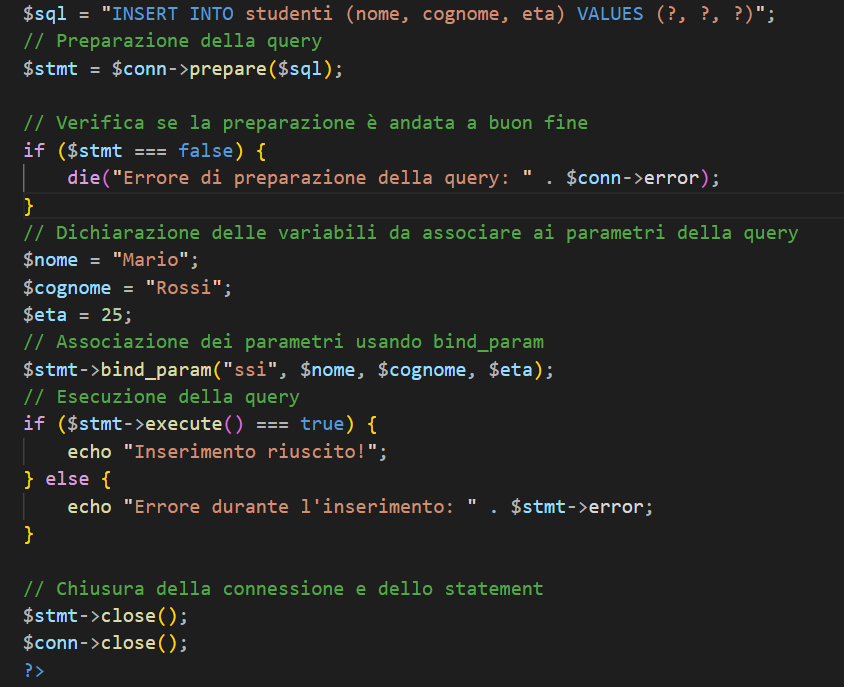 $sql = "INSERT INTO studenti (nome, cognome, eta) VALUES (?, ?, ?)";
// Preparazione della query
$stmt = $conn->prepare($sql);
// Verifica se la preparazione è andata a buon fine
if ($stmt === false) {
die("Errore di preparazione della query: " . $conn->error);
}
// Dichiarazione delle variabili da associare ai parametri della query
$nome = "Mario";
$cognome = "Rossi";
$eta = 25;
// Associazione dei parametri usando bind_param
$stmt->bind_param("ssi", $nome, $cognome, $eta);
// Esecuzione della query
if ($stmt->execute() === true) {
echo "Inserimento riuscito!";
} else {
echo "Errore durante l'inserimento: " . $stmt->error;
}
// Chiusura della connessione e dello statement
$stmt->close();
$conn->close();
?>